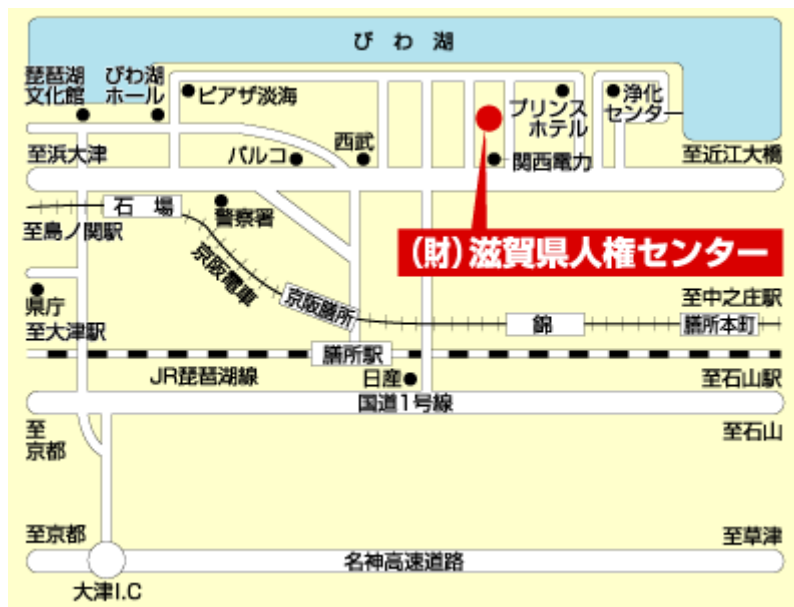 びわ湖
琵琶湖
文化館
びわ湖
ホール
ピアザ淡海
プリンス
ホテル
浄化
センター
至浜大津
パルコ
西武
関西電力
至近江大橋
石場
警察署
至島ノ関駅
京阪電車
(財)滋賀県人権センター
県庁
京阪膳所
至中之庄駅
錦
膳所本町
至大津駅
膳所駅
JR琵琶湖線
日産
至石山駅
国道1号線
至
京都
至石山
至京都
至草津
名神高速道路
大津I.C